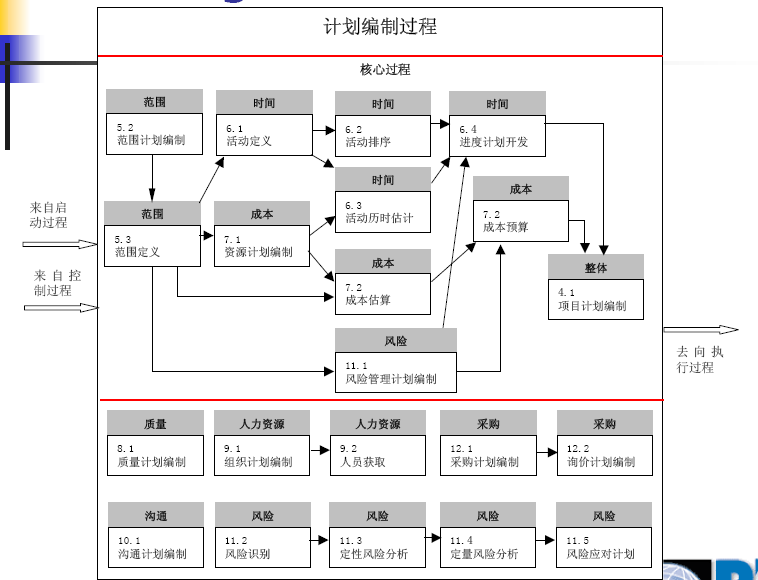 计划编制过程
核心过程
范围
5.2
范围计划编制
时间
6.1
活动定义
时间
6.2
活动排序
时间
6.4
进度计划开发
时间
6.3
活动历时估计
范围
5.3
范围定义
成本
7.1
资源计划编制
成本
7.2
成本预算
成本
7.2
成本估算
整体
4.1
项目计划编制
风险
11.1
风险管理计划编制
来自启
动过程
来 自 控
制过程
去 向 执
行过程
质量
8.1
质量计划编制
人力资源
9.1
组织计划编制
人力资源
9.2
人员获取
采购
12.1
采购计划编制
采购
12.2
询价计划编制
沟通
10.1
沟通计划编制
风险
11.2
风险识别
风险
11.3
定性风险分析
风险
11.4
定量风险分析
风险
11.5
风险应对计划